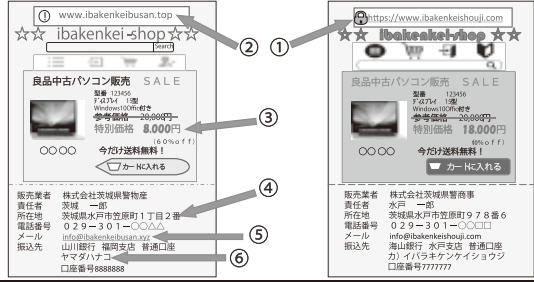 www.ibakenkeibusan.top
☆☆ ibakenkei-shop☆☆
Search
良品中古パソコン販売 SALE
型番 123456
ディスプレイ 15型
Windows10Office付き
参考価格 20,000円
特別価格 8.000円
(60%off)
○○○○ 今だけ送料無料！
カートに入れる
販売業者 株式会社茨城県警物産
責任者 茨城 一郎
所在地 茨城県水戸市笠原町1丁目2番
電話番号 029－301－○○△△
メール info@ibakenkeibusan.xyz
振込先 山川銀行 福岡支店 普通口座
ヤマダハナコ
口座番号8888888
②
①
③
④
⑤
⑥
https://www.ibakenkeishouji.com
☆☆ ibakenkei-shop ☆☆
良品中古パソコン販売 SALE
型番 123456
ディスプレイ 15型
Windows10Office付き
参考価格 20,000円
特別価格 18.000円
(10%off)
○○○○ 今だけ送料無料！
カートに入れる
販売業者 株式会社茨城県警商事
責任者 水戸 一郎
所在地 茨城県水戸市笠原町978番6
電話番号 029－301－○○□□
メール info@ibakenkeishouji.com
振込先 海山銀行 水戸支店 普通口座
カ）イバラキケンケイショウジ
口座番号7777777